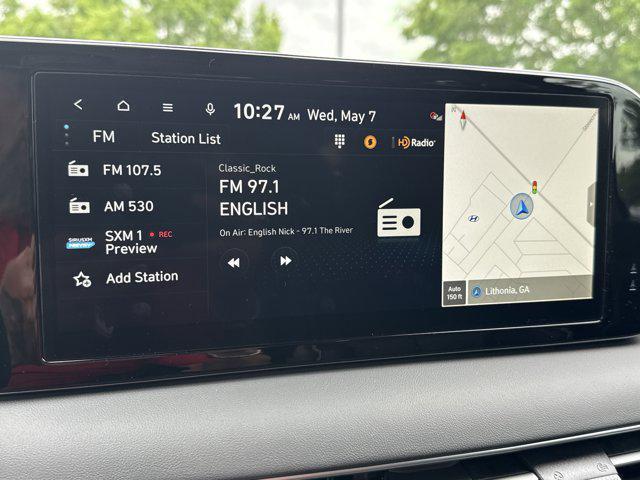 10:27 AM Wed, May 7
FM Station List
HD Radio
FM 107.5
AM 530
SIRIUSXM PREVIEW
SXM 1 REC
Preview
Add Station
Classic_Rock
FM 97.1
ENGLISH
On Air: English Nick - 97.1 The River
N
Auto
150 ft
Lithonia, GA